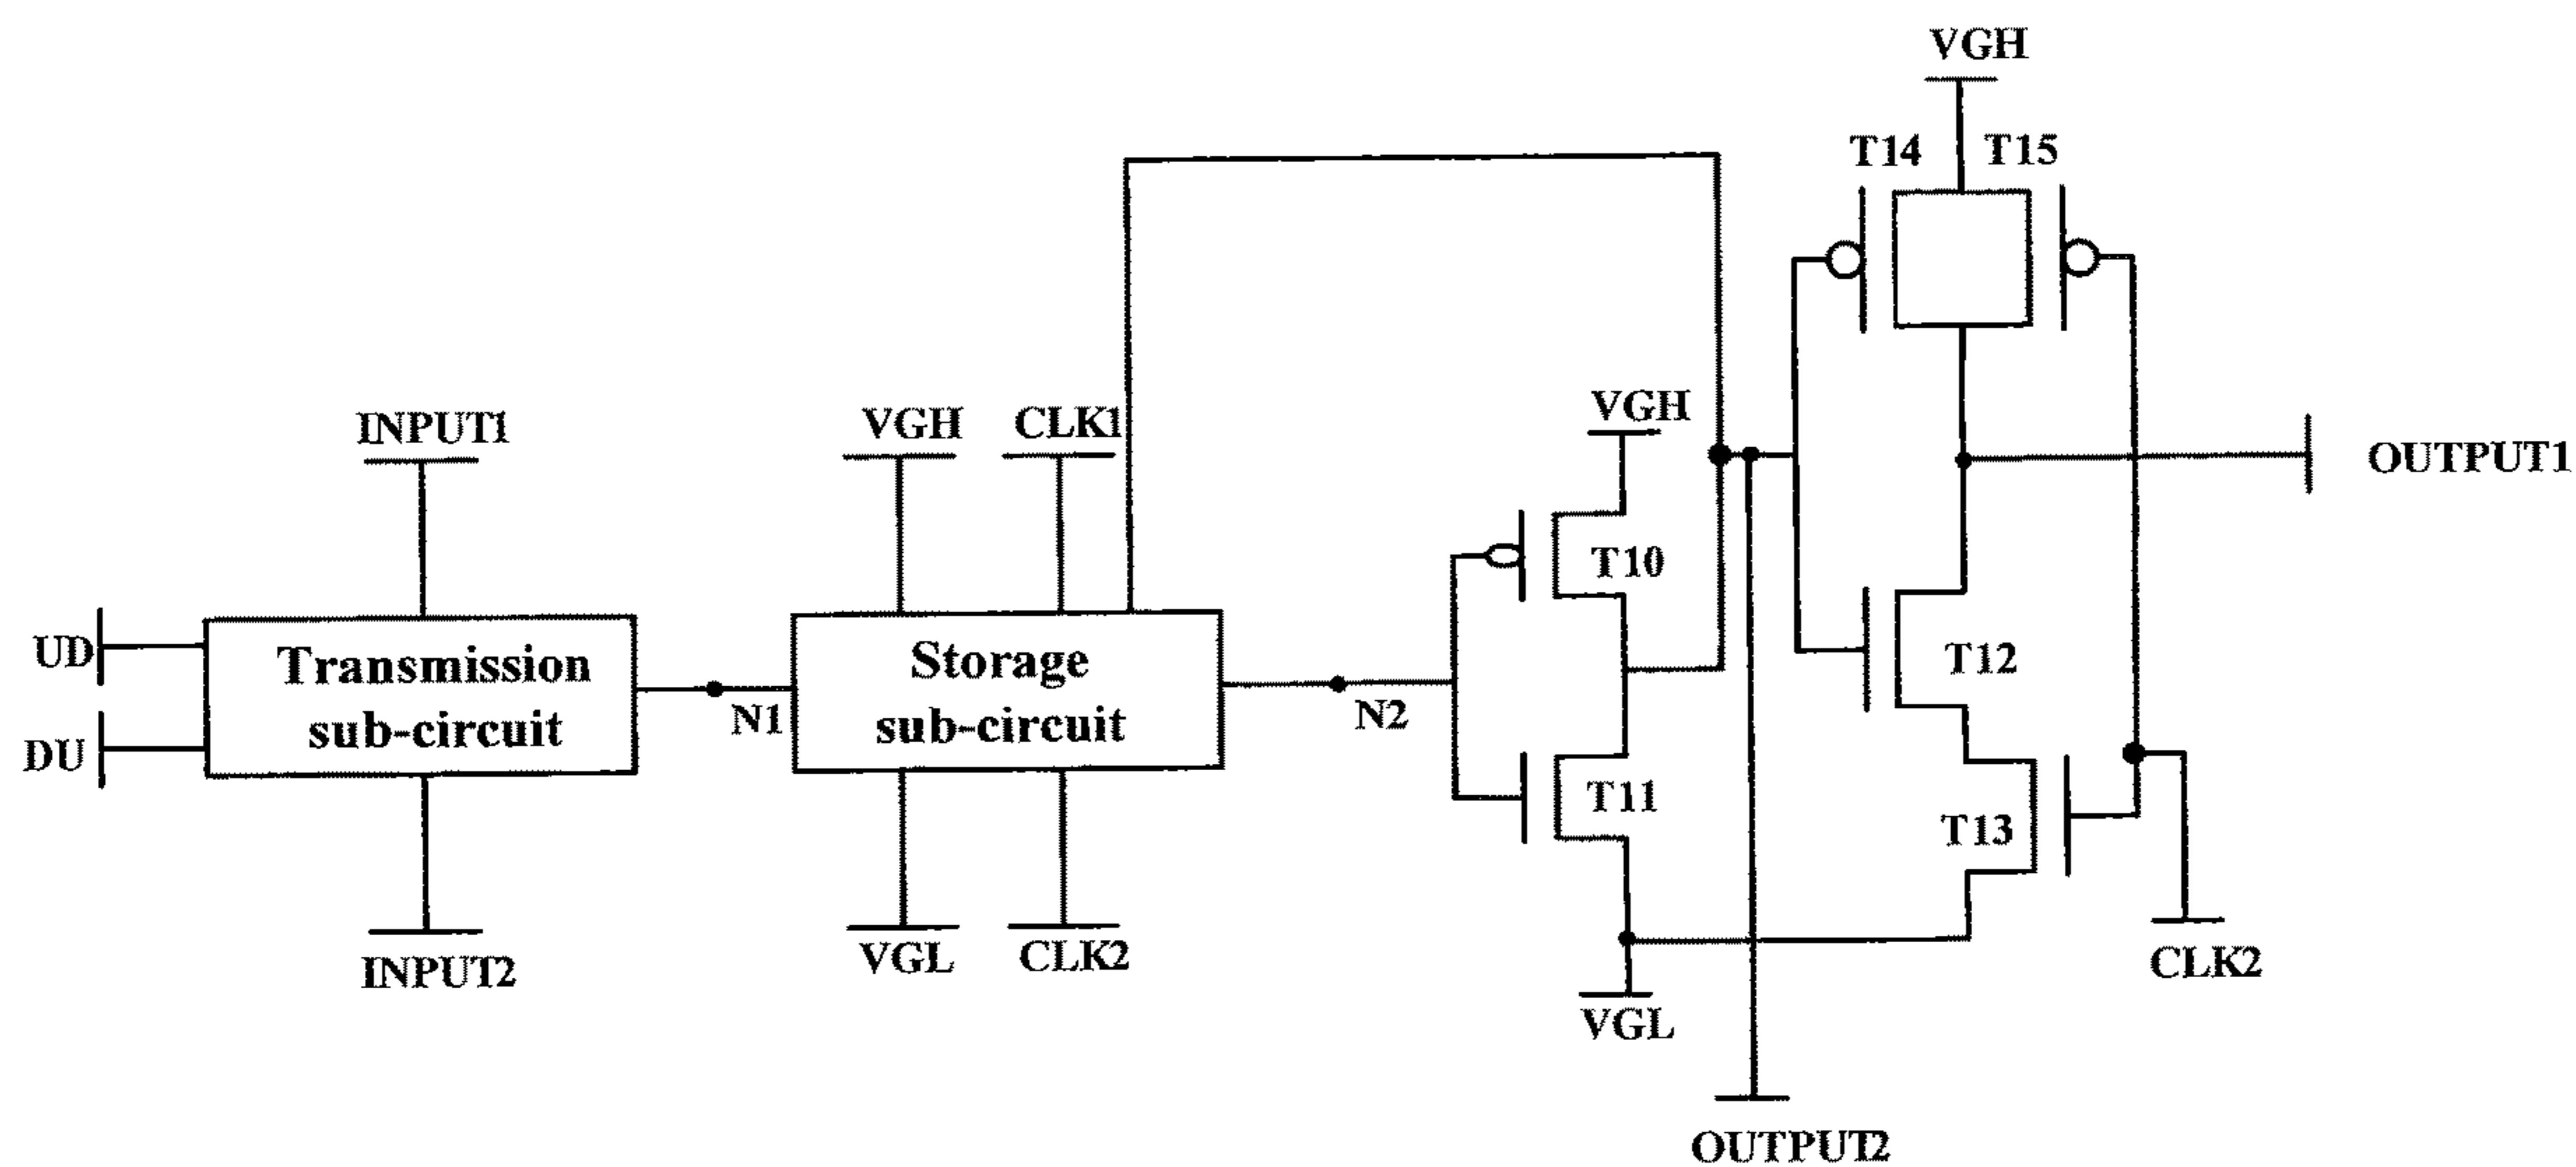 VGH
T14
T15
INPUT1
VGH
CLK1
VGH
OUTPUT1
T10
UD
Transmission
sub-circuit
DU
N1
Storage
sub-circuit
N2
T12
T11
T13
INPUT2
VGL
CLK2
VGL
CLK2
OUTPUT2